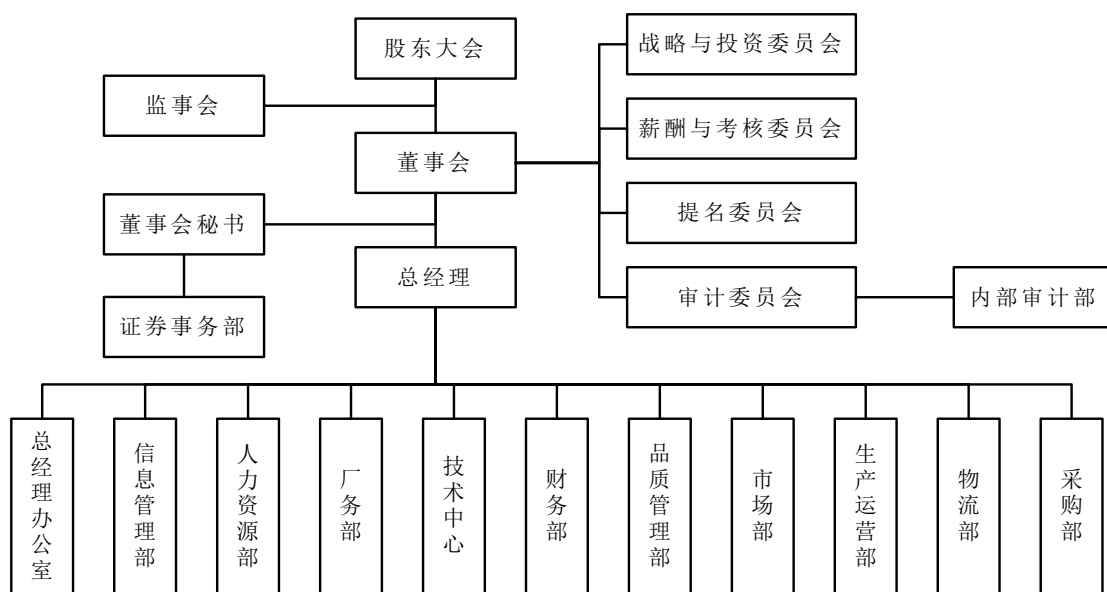 股东大会
战略与投资委员会
监事会
薪酬与考核委员会
董事会
提名委员会
董事会秘书
总经理
审计委员会
内部审计部
证券事务部
总经理办公室
信息管理部
人力资源部
厂务部
技术中心
财务部
品质管理部
市场部
生产运营部
物流部
采购部